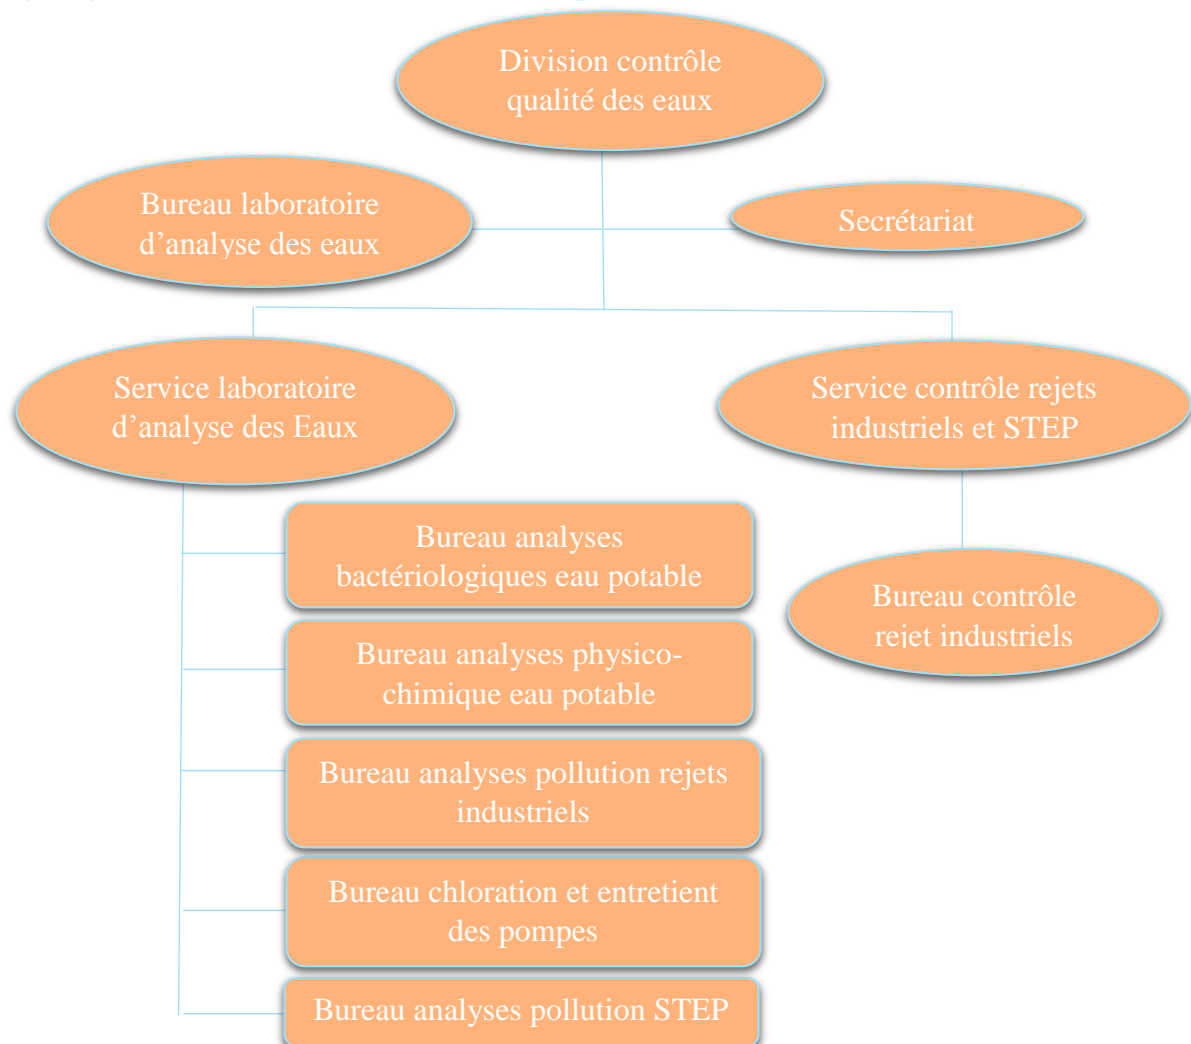 Division contrôle
qualité des eaux
Bureau laboratoire
d’analyse des eaux
Secrétariat
Service laboratoire
d’analyse des Eaux
Service contrôle rejets
industriels et STEP
Bureau analyses
bactériologiques eau potable
Bureau contrôle
rejet industriels
Bureau analyses physico-
chimique eau potable
Bureau analyses pollution rejets
industriels
Bureau chloration et entretient
des pompes
Bureau analyses pollution STEP